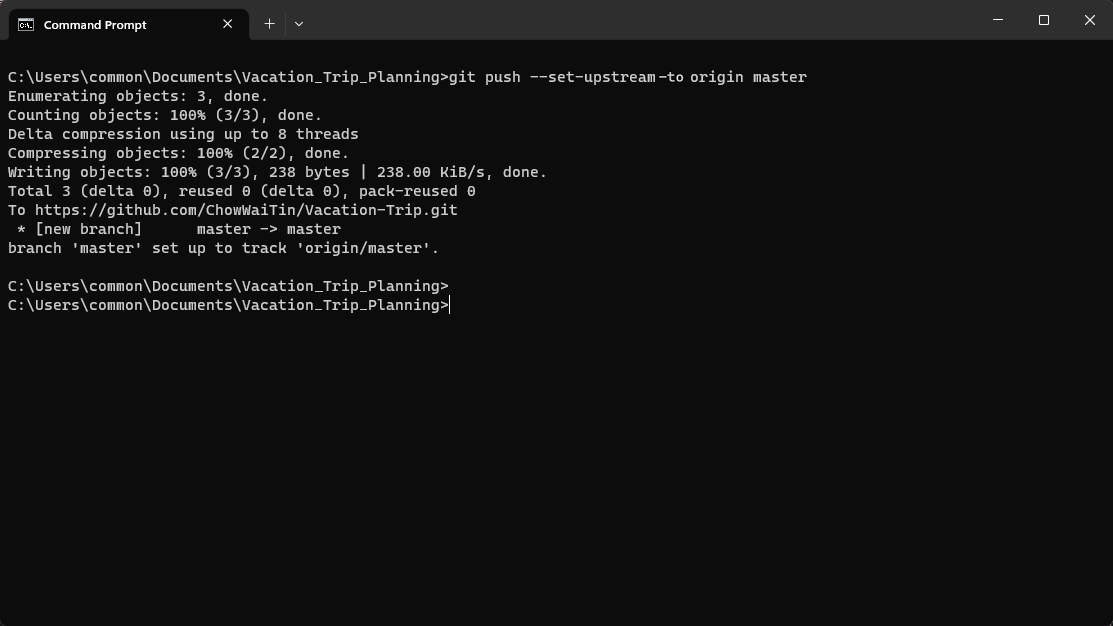 Command Prompt
C:\Users\common\Documents\Vacation_Trip_Planning>git push --set-upstream-to origin master
Enumerating objects: 3, done.
Counting objects: 100% (3/3), done.
Delta compression using up to 8 threads
Compressing objects: 100% (2/2), done.
Writing objects: 100% (3/3), 238 bytes | 238.00 KiB/s, done.
Total 3 (delta 0), reused 0 (delta 0), pack-reused 0
To https://github.com/ChowWaiTin/Vacation-Trip.git
 * [new branch]      master -> master
branch 'master' set up to track 'origin/master'.
C:\Users\common\Documents\Vacation_Trip_Planning>
C:\Users\common\Documents\Vacation_Trip_Planning>